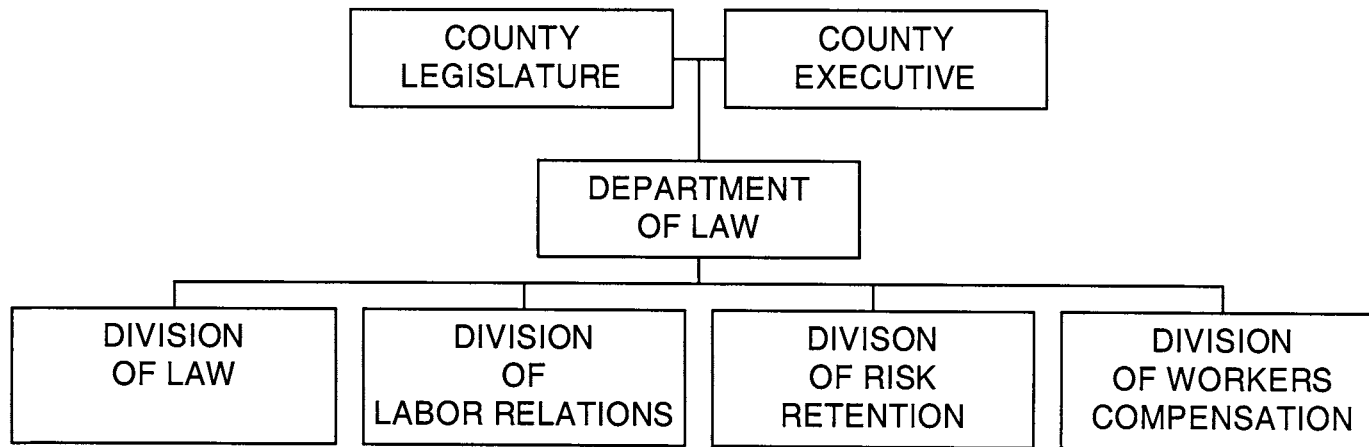 COUNTY
LEGISLATURE
COUNTY
EXECUTIVE
DEPARTMENT
OF LAW
DIVISION
OF LAW
DIVISION
OF
LABOR RELATIONS
DIVISON
OF RISK
RETENTION
DIVISION
OF WORKERS
COMPENSATION